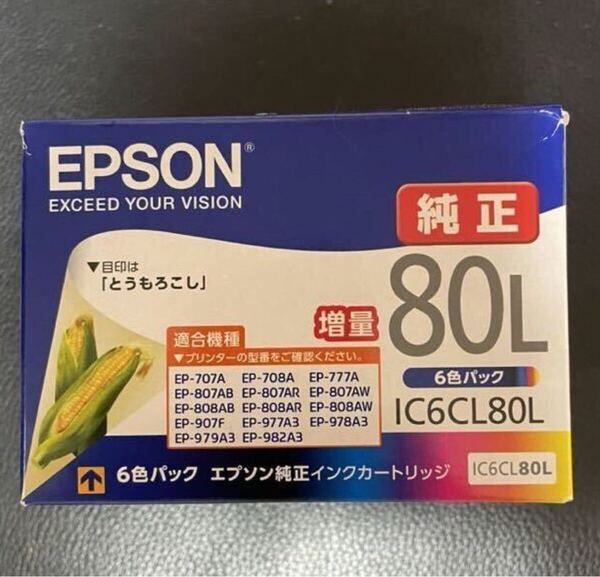 EPSON®
EXCEED YOUR VISION
純正
▼目印は
「とうもろこし」
増量
80L
6色パック
IC6CL80L
適合機種
▼プリンターの型番をご確認ください。
EP-707A EP-708A EP-777A
EP-807AB EP-807AR EP-807AW
EP-808AB EP-808AR EP-808AW
EP-907F EP-977A3 EP-978A3
EP-979A3 EP-982A3
6色パック エプソン純正インクカートリッジ
IC6CL80L